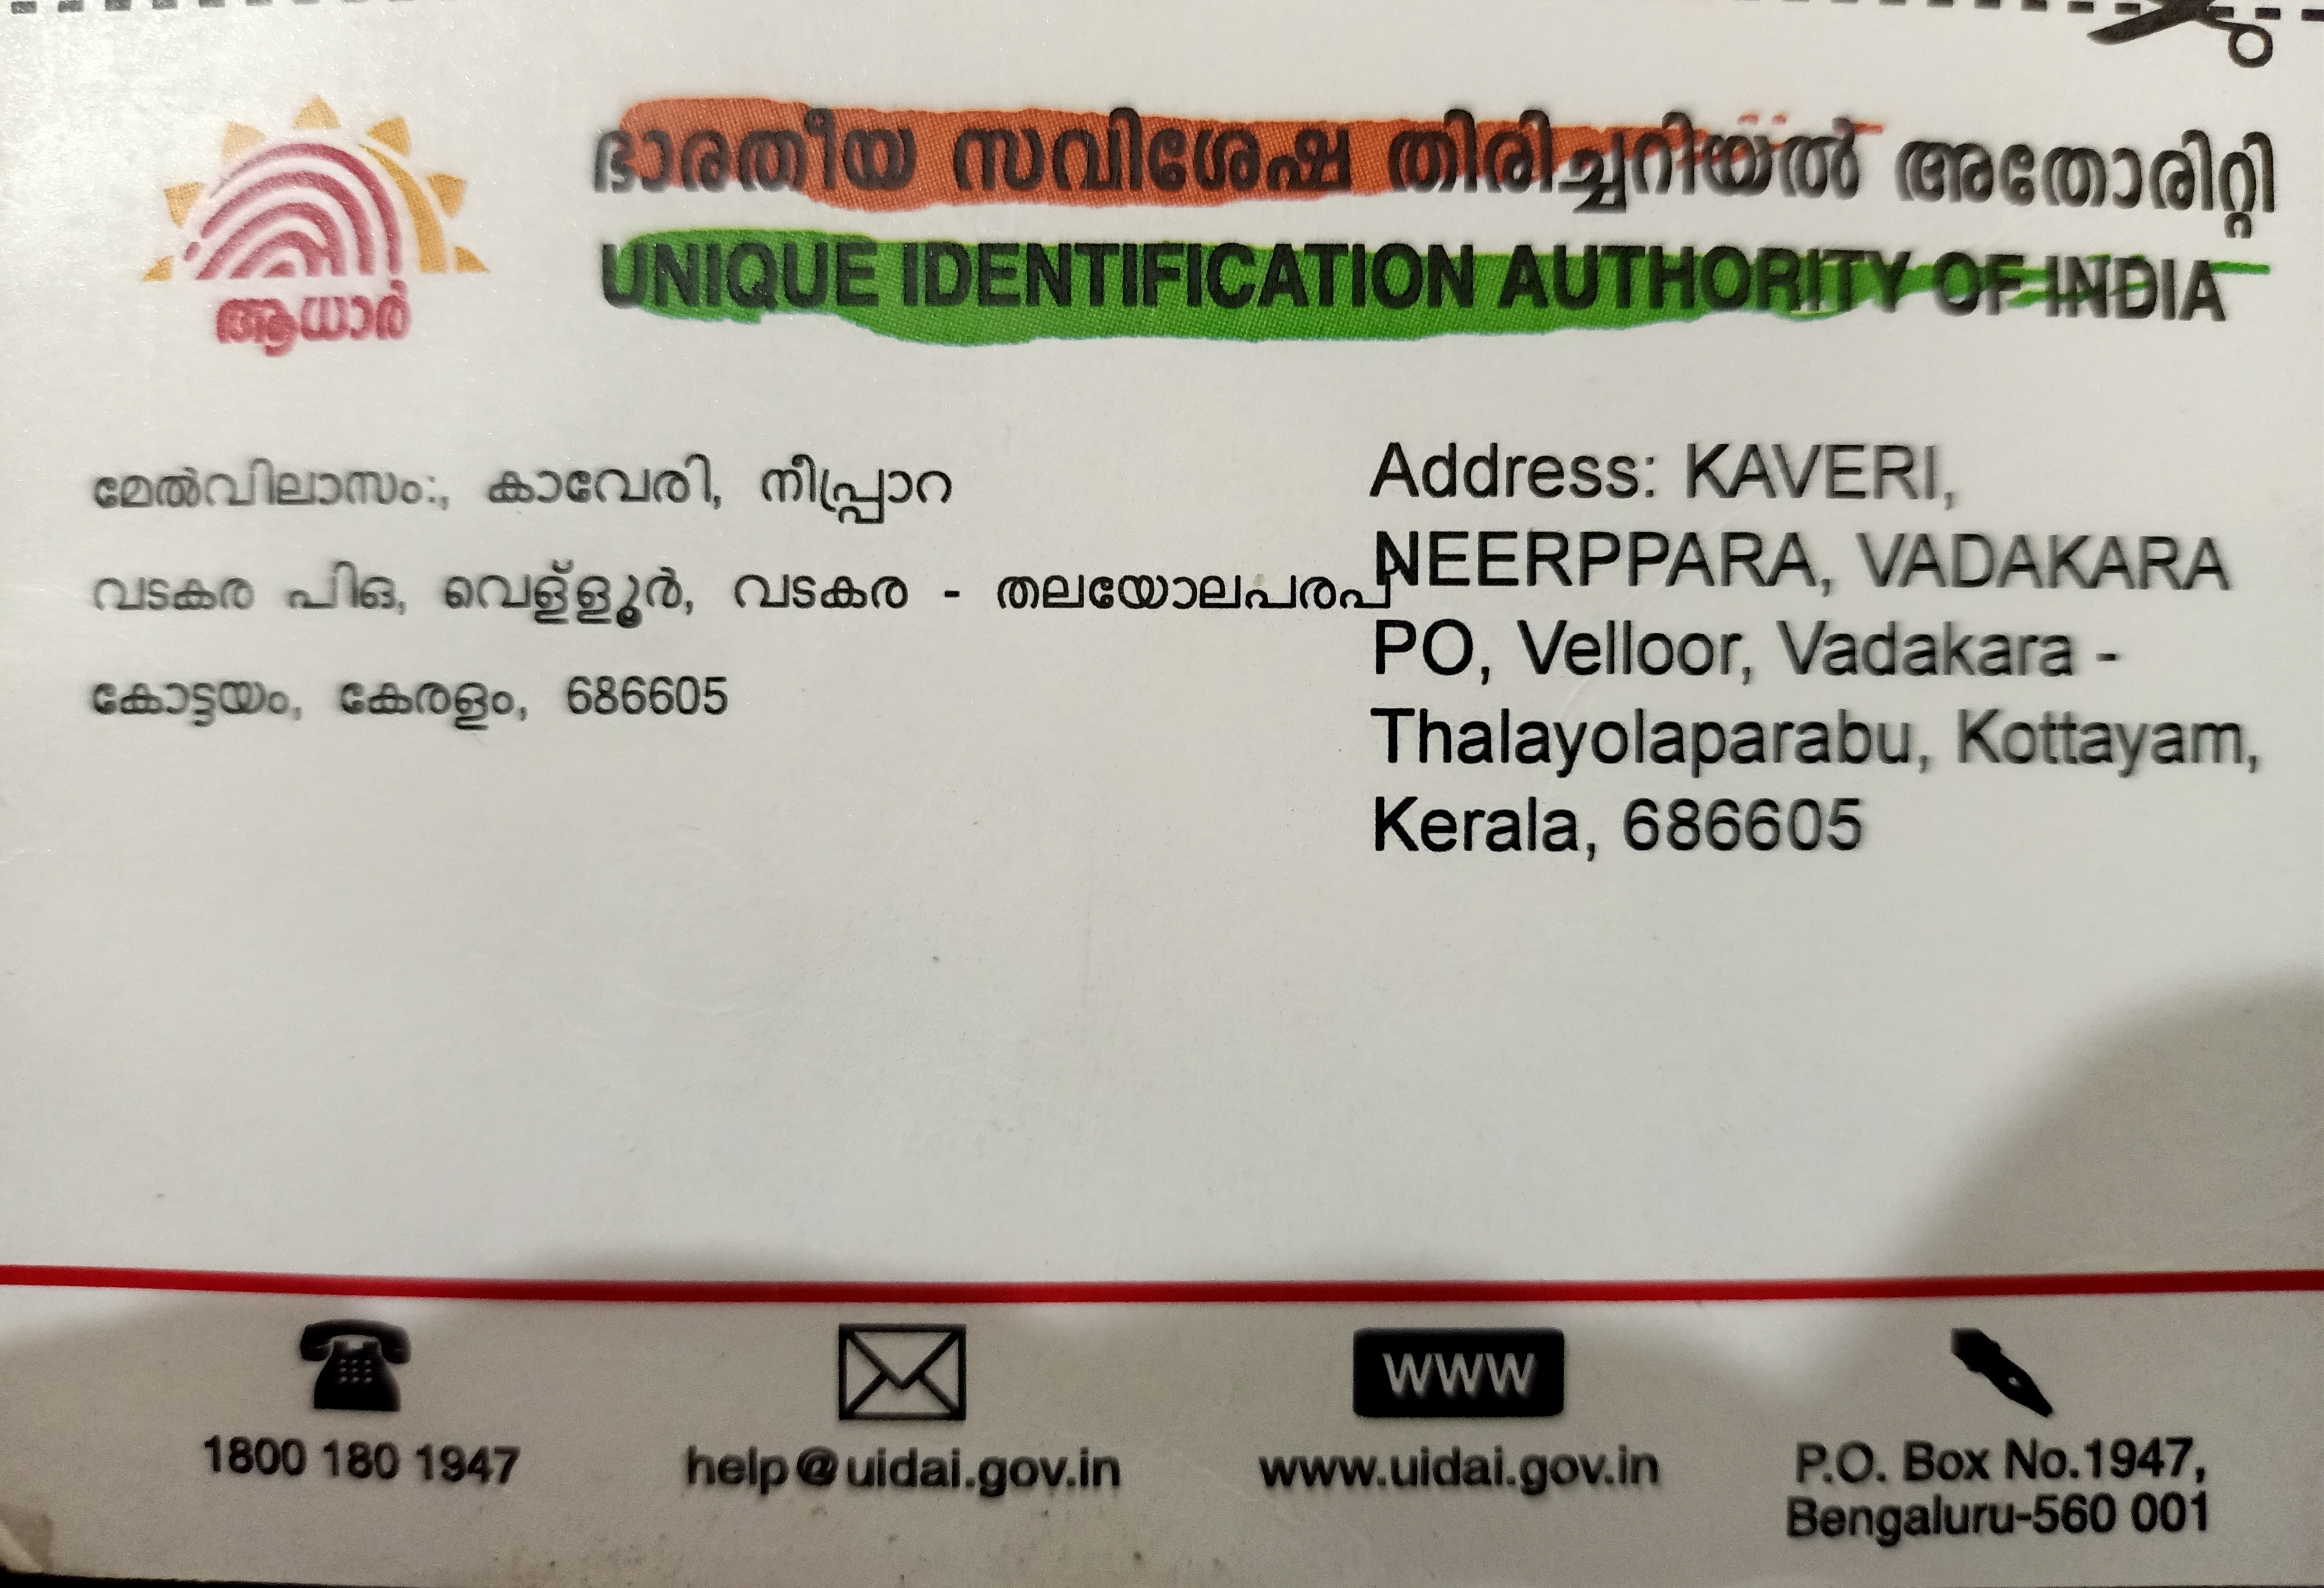 ഭാരതീയ സവിശേഷ തിരിച്ചറിയൽ അതോരിറ്റി
UNIQUE IDENTIFICATION AUTHORITY OF INDIA
ആധാർ
മേൽവിലാസം:, കാവേരി, നീപ്പ്രാറ
വടകര പിഒ, വെള്ളൂർ, വടകര - തലയോലപരപ്
കോട്ടയം, കേരളം, 686605
Address: KAVERI,
NEERPPARA, VADAKARA
PO, Velloor, Vadakara -
Thalayolaparabu, Kottayam,
Kerala, 686605
1800 180 1947
help@uidai.gov.in
WWW
www.uidai.gov.in
P.O. Box No.1947,
Bengaluru-560 001